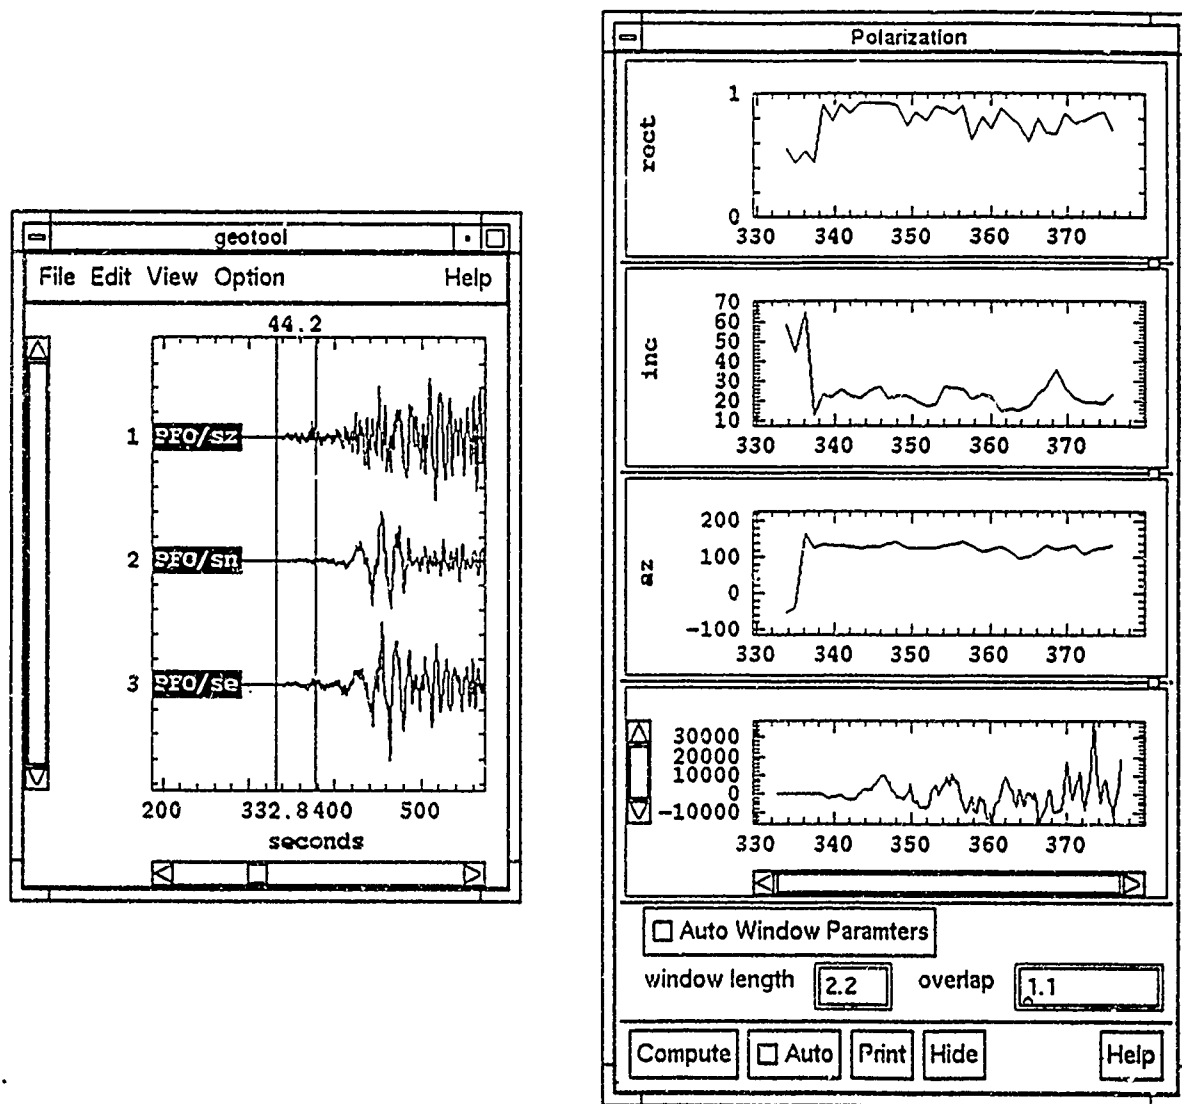 geotool
File Edit View Option Help
44.2
1 PFO/sz
2 PFO/sn
3 PFO/se
200 332.8 400 500
seconds
Polarization
rect
1
0
330 340 350 360 370
inc
70
60
50
40
30
20
10
330 340 350 360 370
az
200
100
0
-100
330 340 350 360 370
30000
20000
10000
0
-10000
330 340 350 360 370
Auto Window Paramters
window length 2.2 overlap 1.1
Compute Auto Print Hide Help